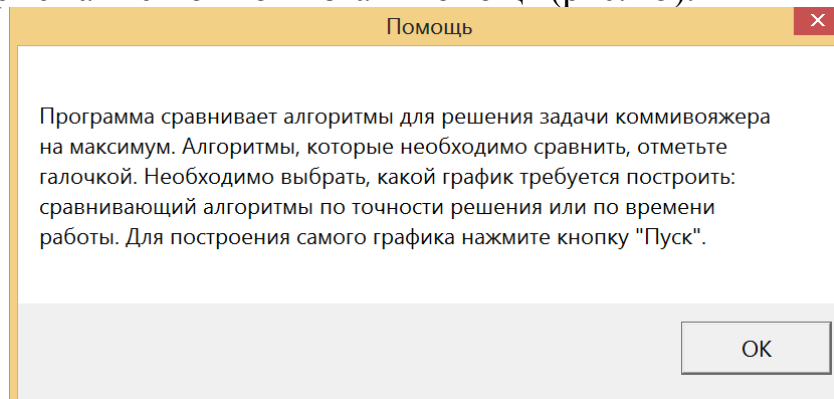 Помощь
Программа сравнивает алгоритмы для решения задачи коммивояжера
на максимум. Алгоритмы, которые необходимо сравнить, отметьте
галочкой. Необходимо выбрать, какой график требуется построить:
сравнивающий алгоритмы по точности решения или по времени
работы. Для построения самого графика нажмите кнопку "Пуск".
OK